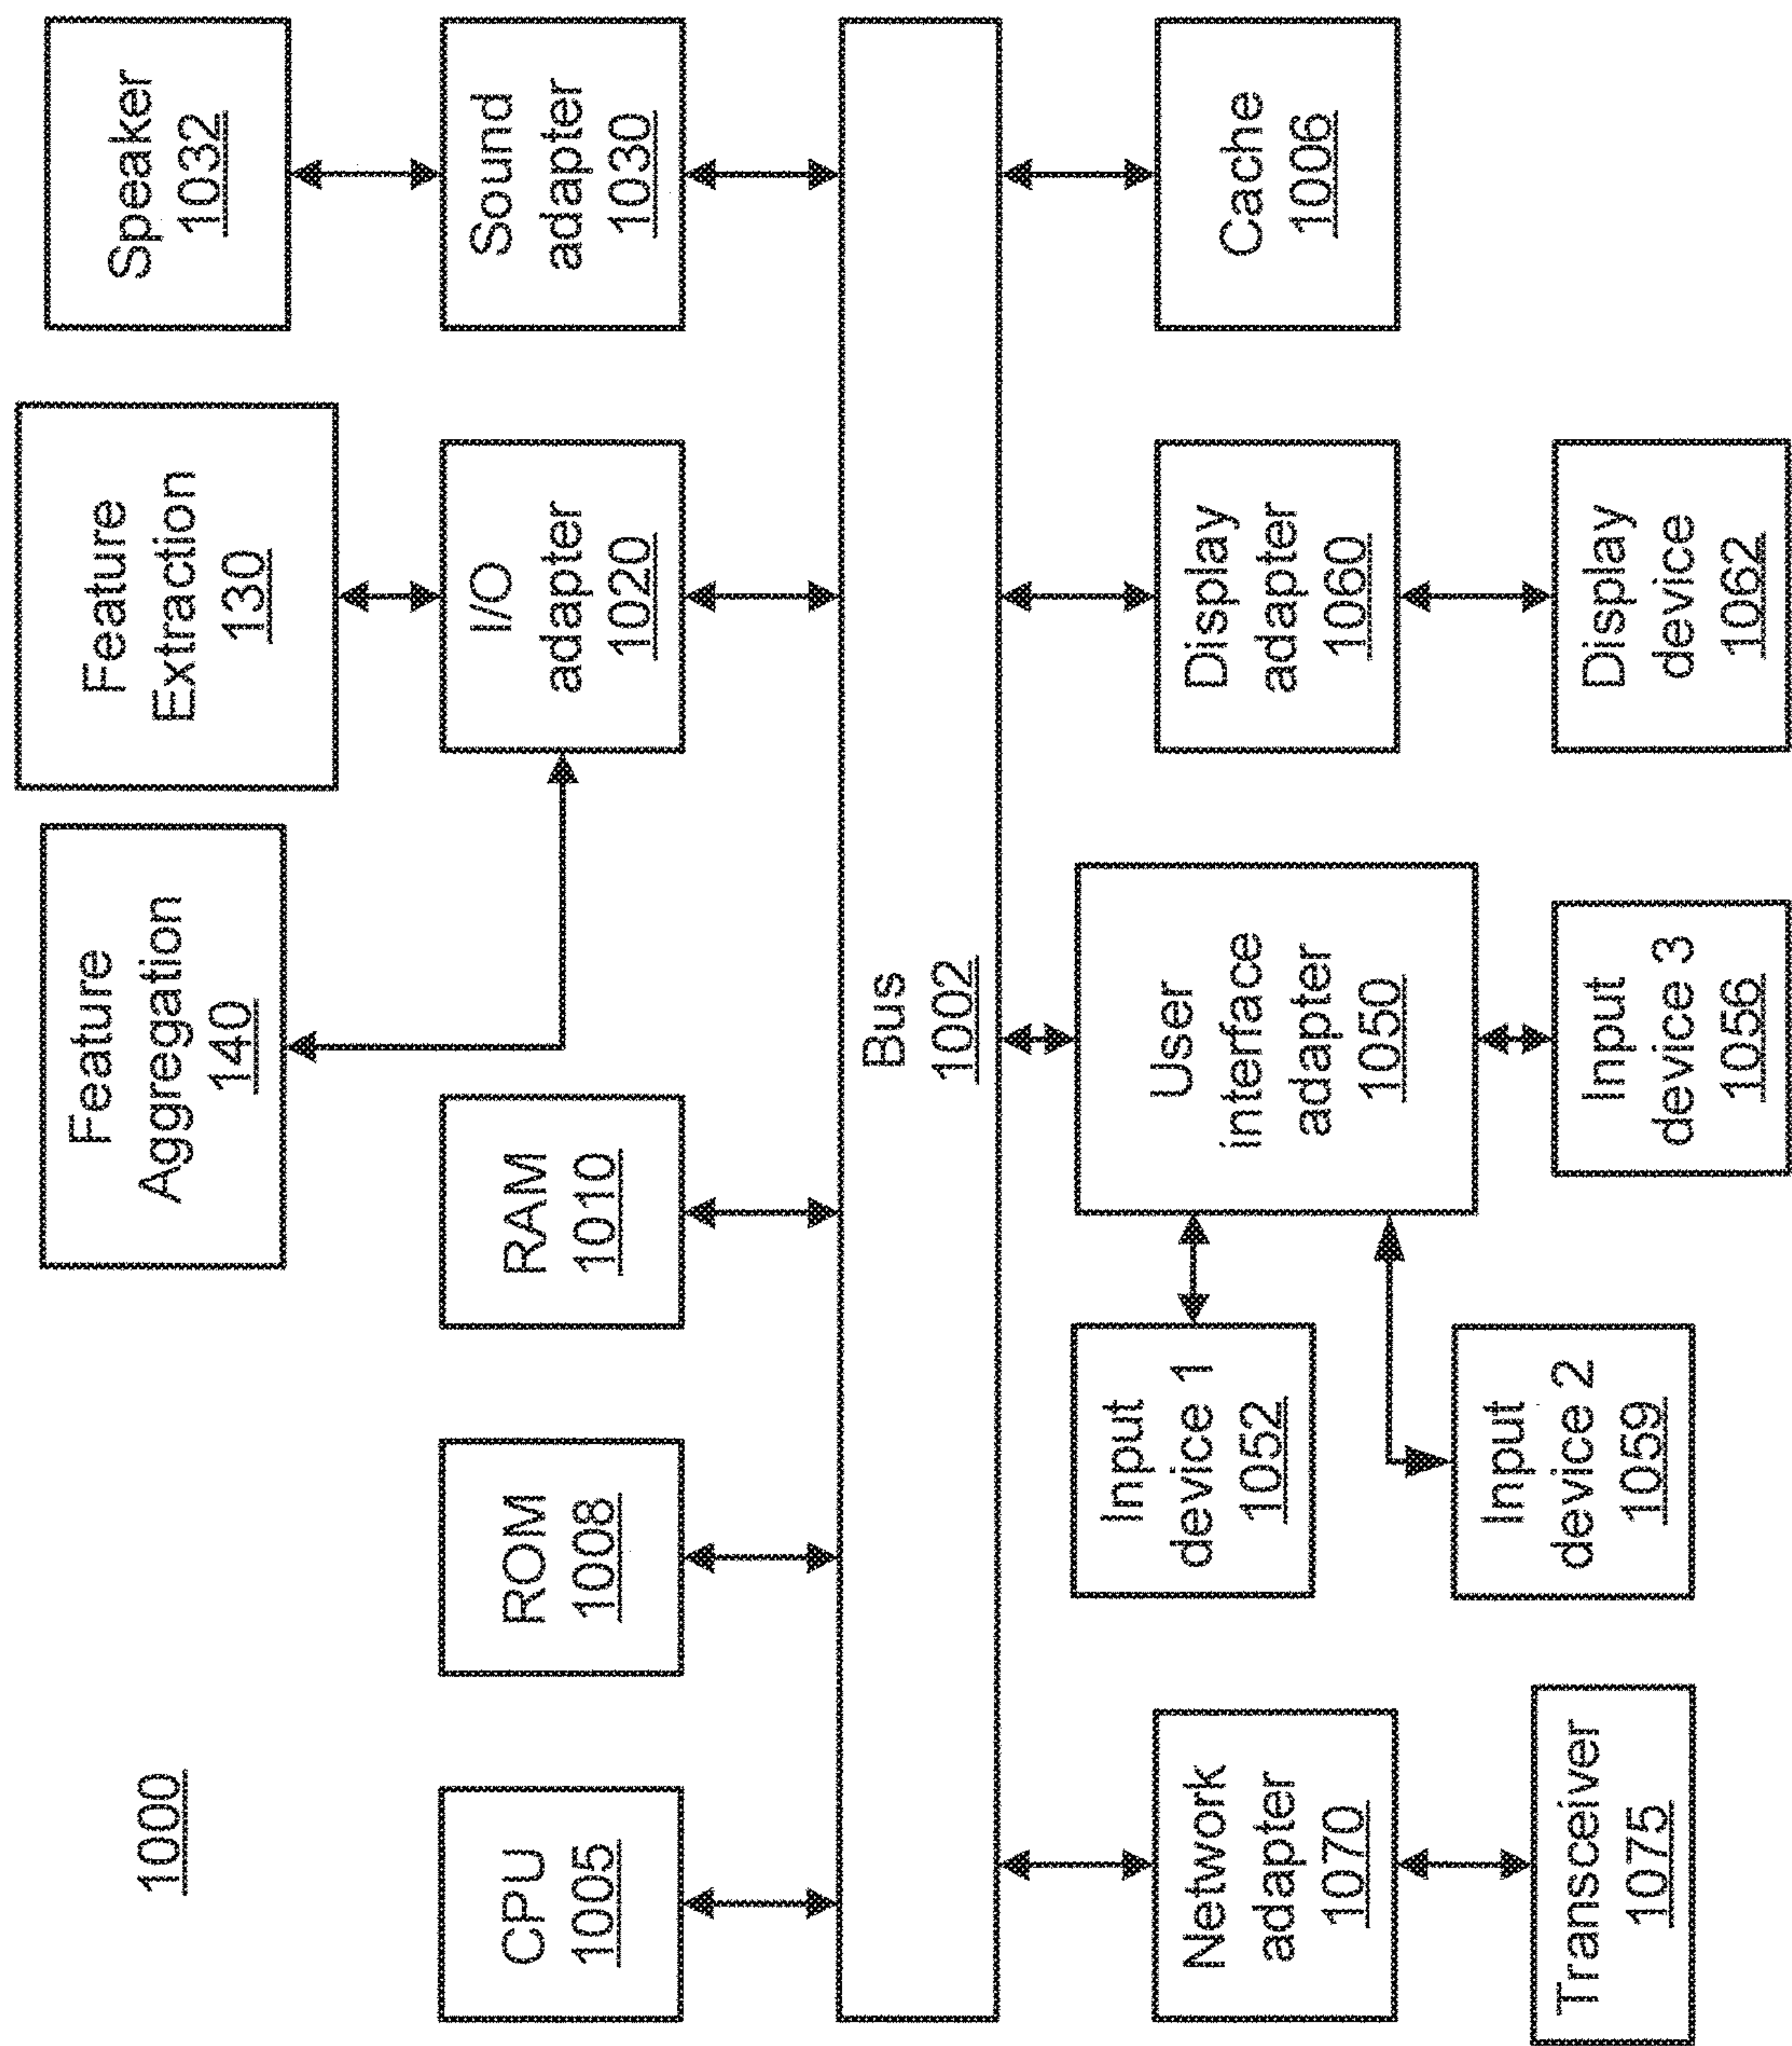 1000
Feature
Aggregation
140
Feature
Extraction
130
Speaker
1032
CPU
1005
ROM
1008
RAM
1010
I/O
adapter
1020
Sound
adapter
1030
Bus
1002
Network
adapter
1070
Input
device 1
1052
User
interface
adapter
1050
Display
adapter
1060
Cache
1006
Transceiver
1075
Input
device 2
1059
Input
device 3
1056
Display
device
1062